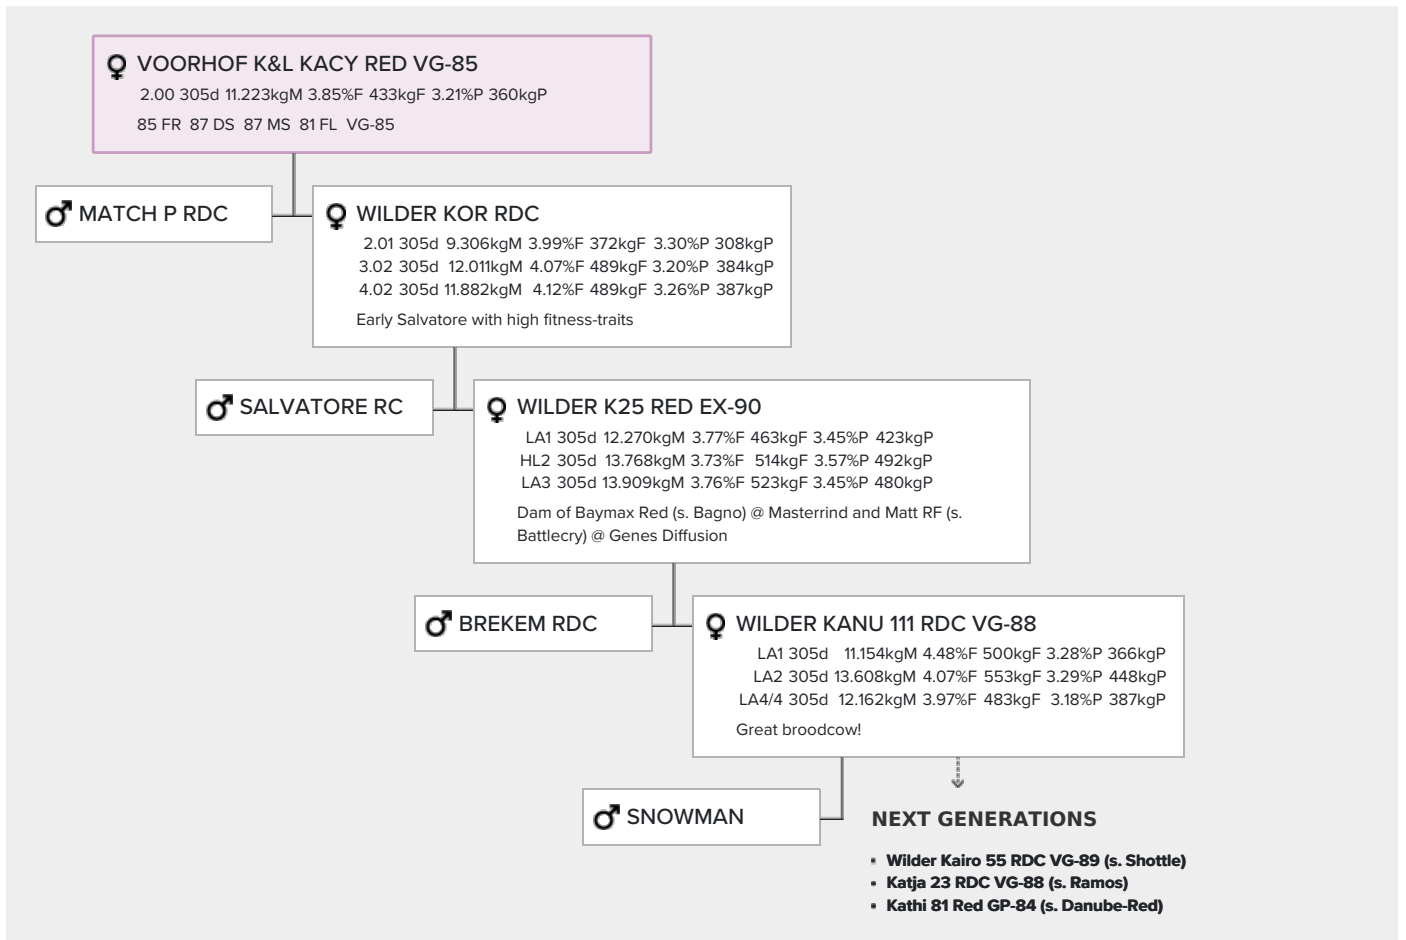 VOORHOF K&L KACY RED VG-85
2.00 305d 11.223kgM 3.85%F 433kgF 3.21%P 360kgP
85 FR 87 DS 87 MS 81 FL VG-85
MATCH P RDC
WILDER KOR RDC
2.01 305d 9.306kgM 3.99%F 372kgF 3.30%P 308kgP
3.02 305d 12.011kgM 4.07%F 489kgF 3.20%P 384kgP
4.02 305d 11.882kgM 4.12%F 489kgF 3.26%P 387kgP
Early Salvatore with high fitness-traits
SALVATORE RC
WILDER K25 RED EX-90
LA1 305d 12.270kgM 3.77%F 463kgF 3.45%P 423kgP
HL2 305d 13.768kgM 3.73%F 514kgF 3.57%P 492kgP
LA3 305d 13.909kgM 3.76%F 523kgF 3.45%P 480kgP
Dam of Baymax Red (s. Bagno) @ Masterrind and Matt RF (s.
Battlecry) @ Genes Diffusion
BREKEM RDC
WILDER KANU 111 RDC VG-88
LA1 305d 11.154kgM 4.48%F 500kgF 3.28%P 366kgP
LA2 305d 13.608kgM 4.07%F 553kgF 3.29%P 448kgP
LA4/4 305d 12.162kgM 3.97%F 483kgF 3.18%P 387kgP
Great broodcow!
SNOWMAN
NEXT GENERATIONS
Wilder Kairo 55 RDC VG-89 (s. Shottle)
Katja 23 RDC VG-88 (s. Ramos)
Kathi 81 Red GP-84 (s. Danube-Red)